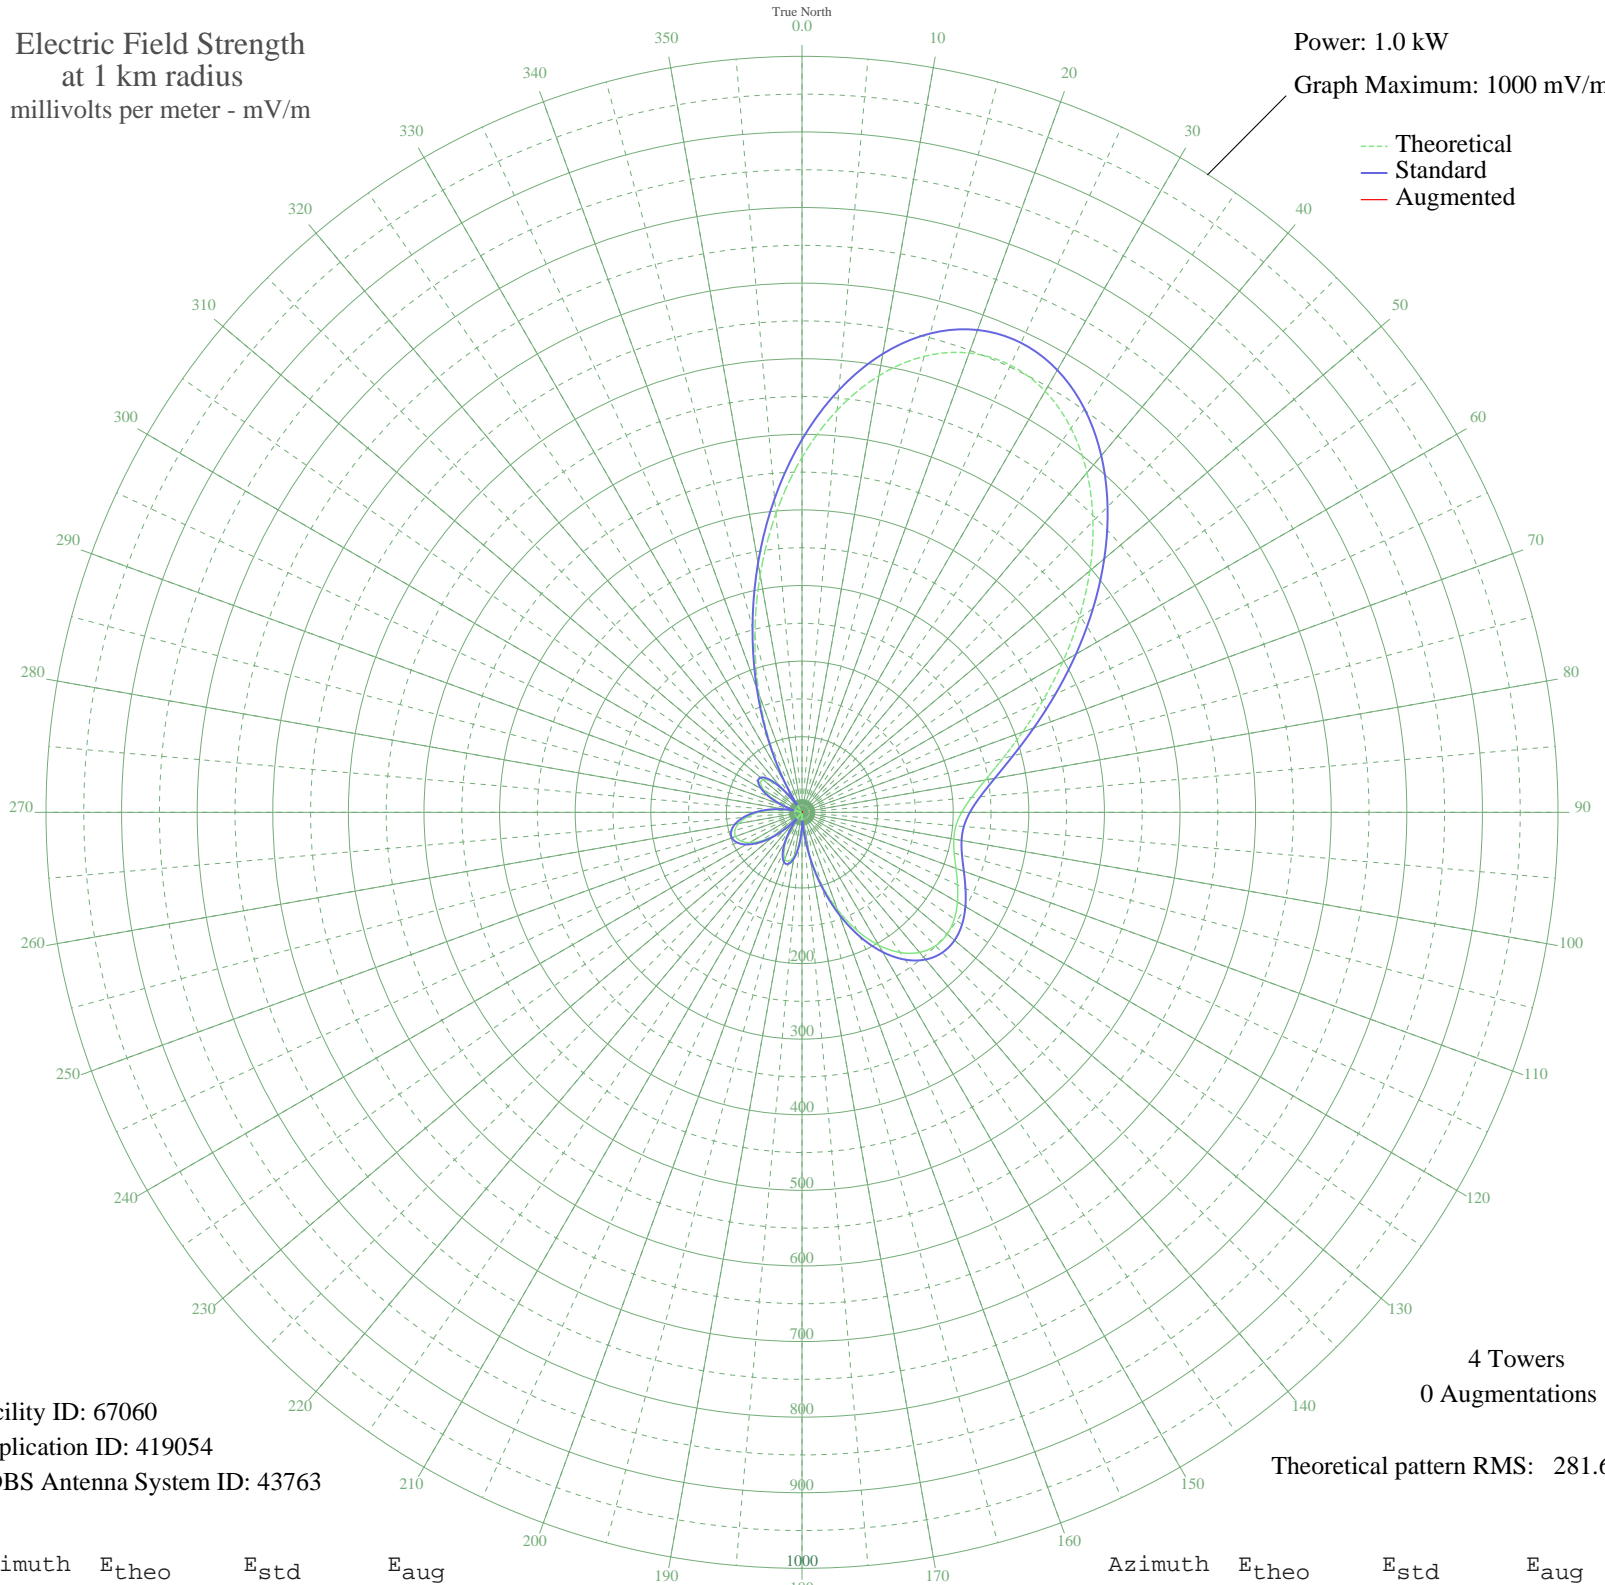 True North
0.0
Electric Field Strength
at 1 km radius
millivolts per meter - mV/m
Power: 1.0 kW
Graph Maximum: 1000 mV/m
Theoretical
Standard
Augmented
10
20
30
40
50
60
70
80
90
100
110
120
130
140
150
160
170
190
200
210
220
230
240
250
260
270
280
290
300
310
320
330
340
350
200
300
400
500
600
700
800
900
1000
4 Towers
0 Augmentations
Theoretical pattern RMS: 281.6
cility ID: 67060
plication ID: 419054
DBS Antenna System ID: 43763
imuth Etheo Estd Eaug
Azimuth Etheo Estd Eaug